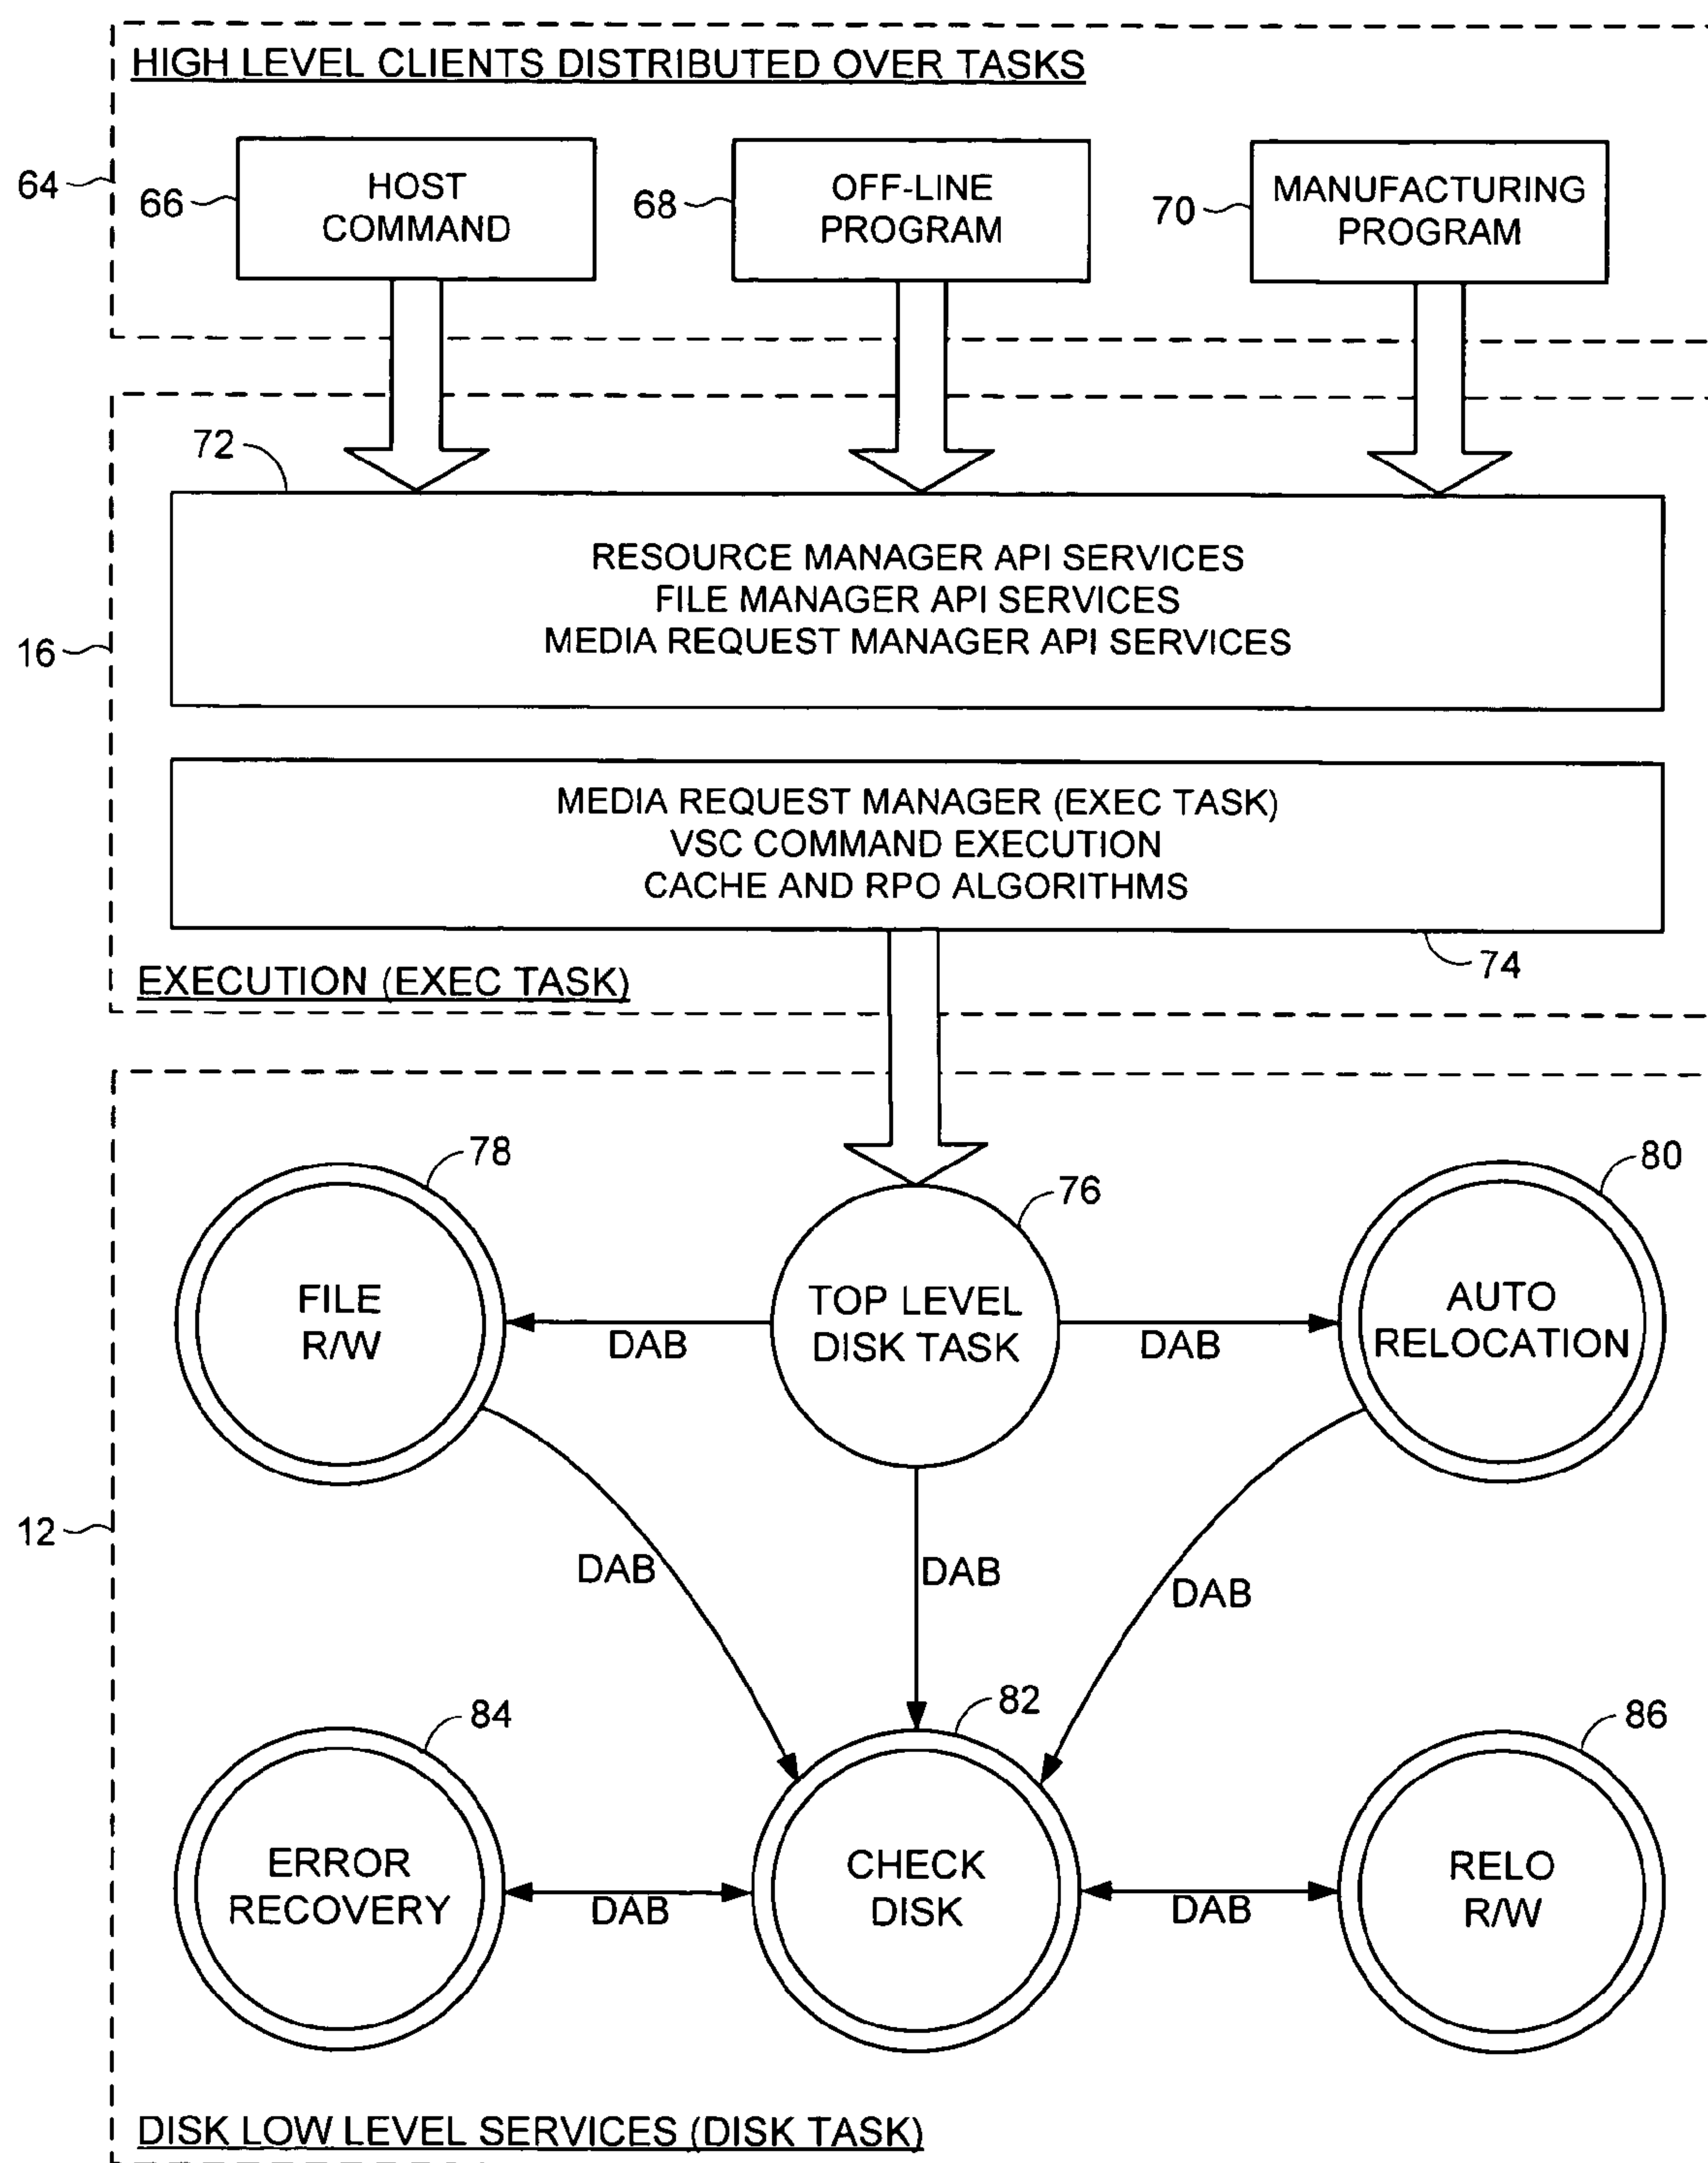 HIGH LEVEL CLIENTS DISTRIBUTED OVER TASKS
64
66
HOST
COMMAND
68
OFF-LINE
PROGRAM
70
MANUFACTURING
PROGRAM
72
16
RESOURCE MANAGER API SERVICES
FILE MANAGER API SERVICES
MEDIA REQUEST MANAGER API SERVICES
MEDIA REQUEST MANAGER (EXEC TASK)
VSC COMMAND EXECUTION
CACHE AND RPO ALGORITHMS
74
EXECUTION (EXEC TASK)
12
78
FILE
R/W
76
TOP LEVEL
DISK TASK
80
AUTO
RELOCATION
DAB
DAB
DAB
DAB
DAB
84
ERROR
RECOVERY
82
CHECK
DISK
86
RELO
R/W
DAB
DAB
DISK LOW LEVEL SERVICES (DISK TASK)